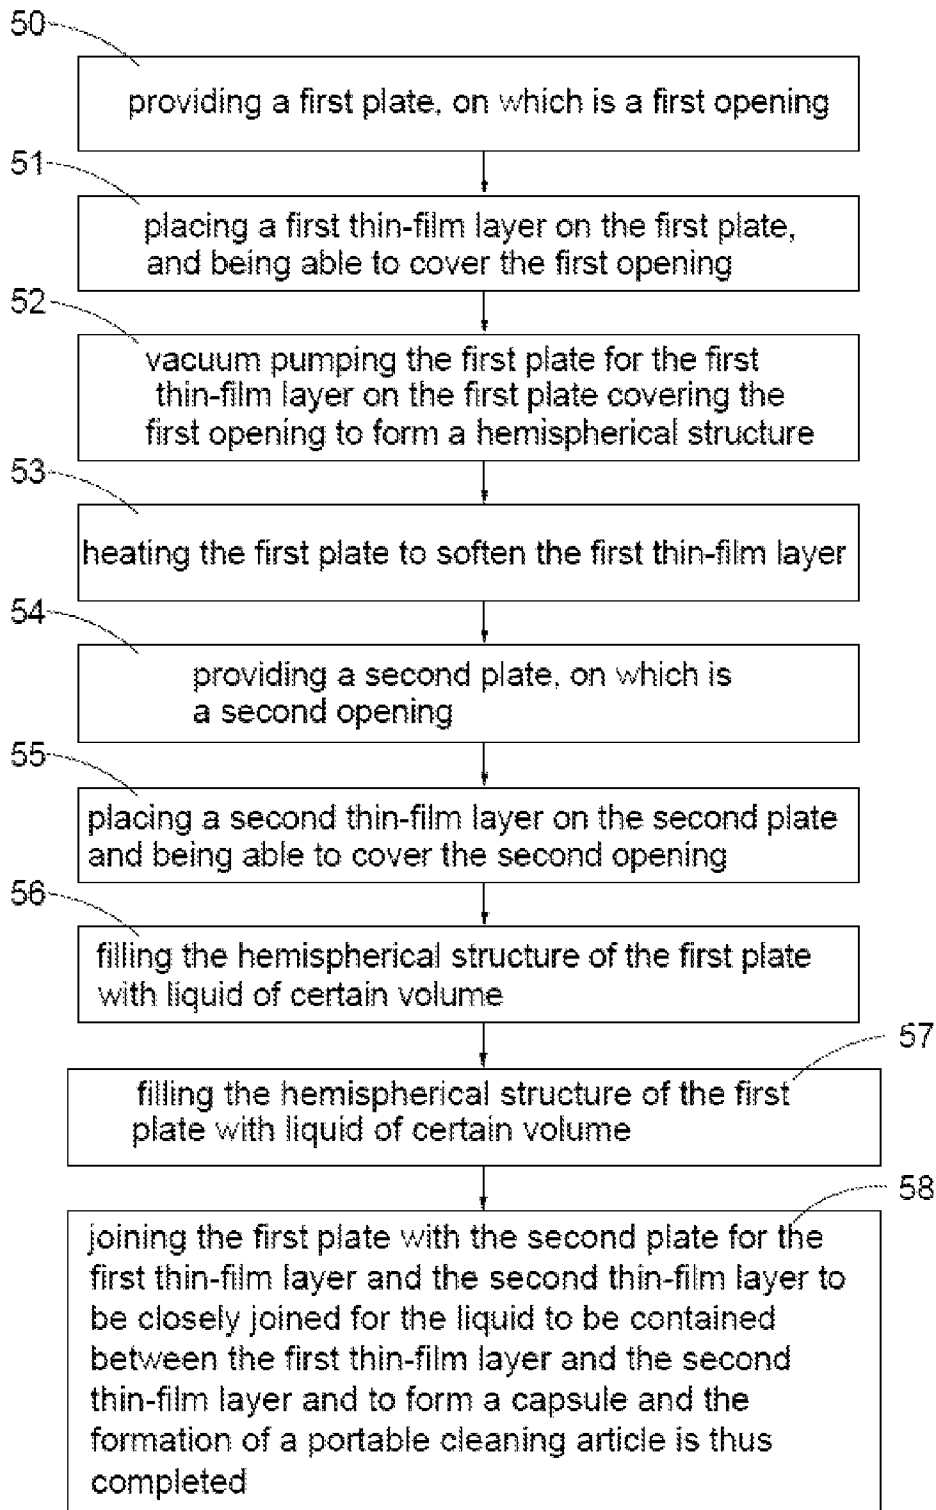 50
providing a first plate, on which is a first opening
51
placing a first thin-film layer on the first plate,
and being able to cover the first opening
52
vacuum pumping the first plate for the first
thin-film layer on the first plate covering the
first opening to form a hemispherical structure
53
heating the first plate to soften the first thin-film layer
54
providing a second plate, on which is
a second opening
55
placing a second thin-film layer on the second plate
and being able to cover the second opening
56
filling the hemispherical structure of the first plate
with liquid of certain volume
57
filling the hemispherical structure of the first
plate with liquid of certain volume
58
joining the first plate with the second plate for the
first thin-film layer and the second thin-film layer to
be closely joined for the liquid to be contained
between the first thin-film layer and the second
thin-film layer and to form a capsule and the
formation of a portable cleaning article is thus
completed